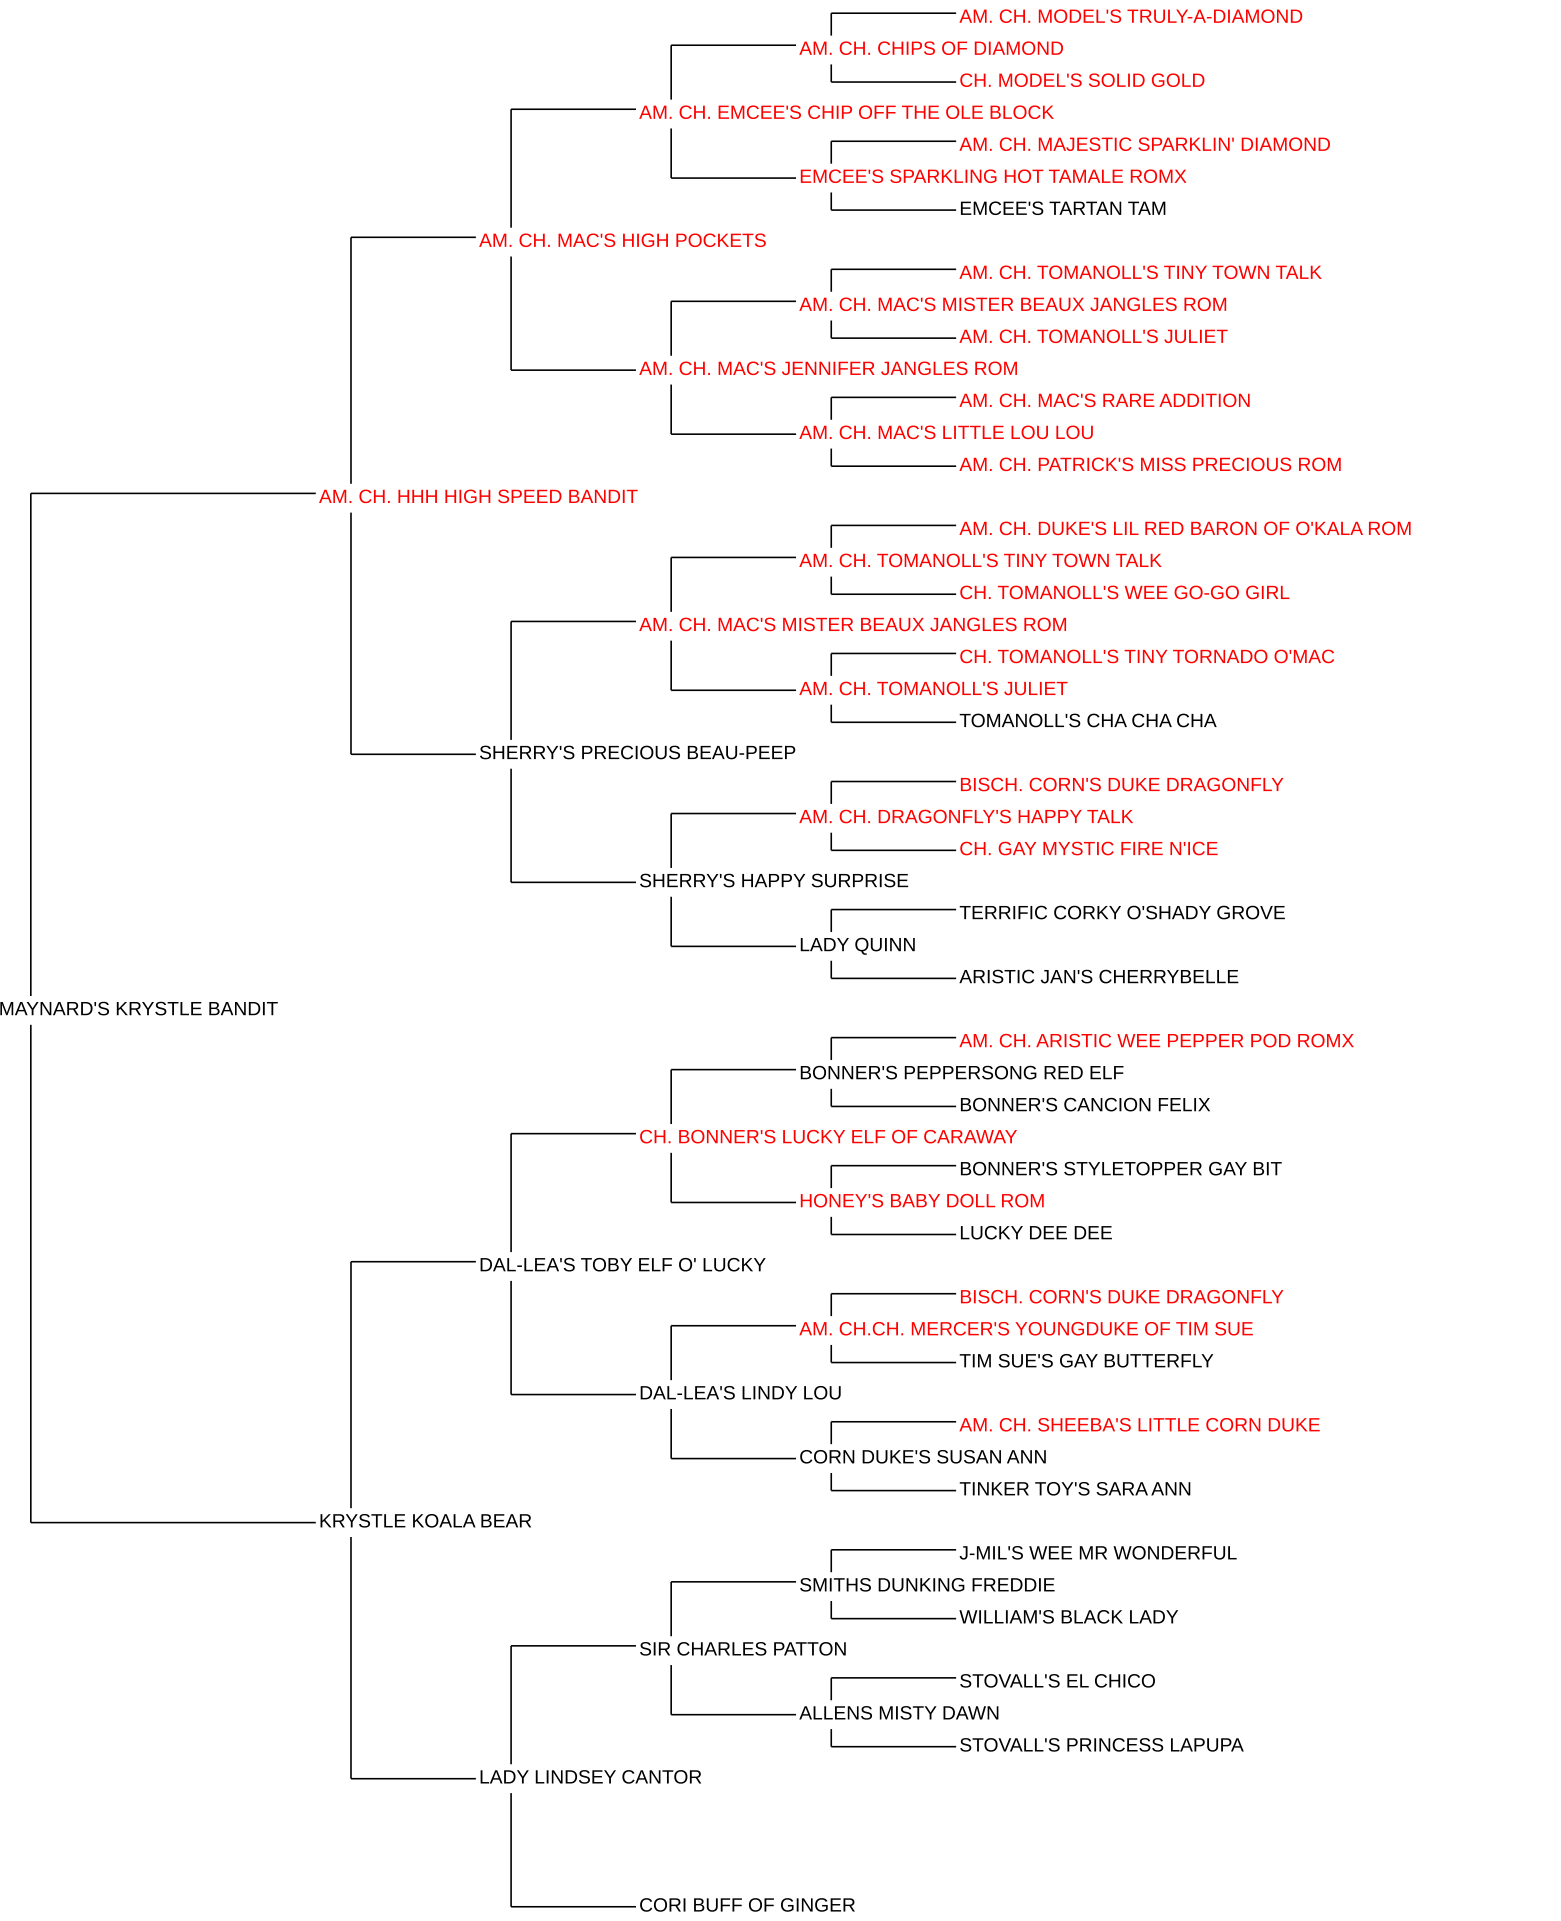 AM. CH. MODEL'S TRULY-A-DIAMOND
AM. CH. CHIPS OF DIAMOND
CH. MODEL'S SOLID GOLD
AM. CH. EMCEE'S CHIP OFF THE OLE BLOCK
AM. CH. MAJESTIC SPARKLIN' DIAMOND
EMCEE'S SPARKLING HOT TAMALE ROMX
EMCEE'S TARTAN TAM
AM. CH. MAC'S HIGH POCKETS
AM. CH. TOMANOLL'S TINY TOWN TALK
AM. CH. MAC'S MISTER BEAUX JANGLES ROM
AM. CH. TOMANOLL'S JULIET
AM. CH. MAC'S JENNIFER JANGLES ROM
AM. CH. MAC'S RARE ADDITION
AM. CH. MAC'S LITTLE LOU LOU
AM. CH. PATRICK'S MISS PRECIOUS ROM
AM. CH. HHH HIGH SPEED BANDIT
AM. CH. DUKE'S LIL RED BARON OF O'KALA ROM
AM. CH. TOMANOLL'S TINY TOWN TALK
CH. TOMANOLL'S WEE GO-GO GIRL
AM. CH. MAC'S MISTER BEAUX JANGLES ROM
CH. TOMANOLL'S TINY TORNADO O'MAC
AM. CH. TOMANOLL'S JULIET
TOMANOLL'S CHA CHA CHA
SHERRY'S PRECIOUS BEAU-PEEP
BISCH. CORN'S DUKE DRAGONFLY
AM. CH. DRAGONFLY'S HAPPY TALK
CH. GAY MYSTIC FIRE N'ICE
SHERRY'S HAPPY SURPRISE
TERRIFIC CORKY O'SHADY GROVE
LADY QUINN
ARISTIC JAN'S CHERRYBELLE
MAYNARD'S KRYSTLE BANDIT
AM. CH. ARISTIC WEE PEPPER POD ROMX
BONNER'S PEPPERSONG RED ELF
BONNER'S CANCION FELIX
CH. BONNER'S LUCKY ELF OF CARAWAY
BONNER'S STYLETOPPER GAY BIT
HONEY'S BABY DOLL ROM
LUCKY DEE DEE
DAL-LEA'S TOBY ELF O' LUCKY
BISCH. CORN'S DUKE DRAGONFLY
AM. CH.CH. MERCER'S YOUNGDUKE OF TIM SUE
TIM SUE'S GAY BUTTERFLY
DAL-LEA'S LINDY LOU
AM. CH. SHEEBA'S LITTLE CORN DUKE
CORN DUKE'S SUSAN ANN
TINKER TOY'S SARA ANN
KRYSTLE KOALA BEAR
J-MIL'S WEE MR WONDERFUL
SMITHS DUNKING FREDDIE
WILLIAM'S BLACK LADY
SIR CHARLES PATTON
STOVALL'S EL CHICO
ALLENS MISTY DAWN
STOVALL'S PRINCESS LAPUPA
LADY LINDSEY CANTOR
CORI BUFF OF GINGER